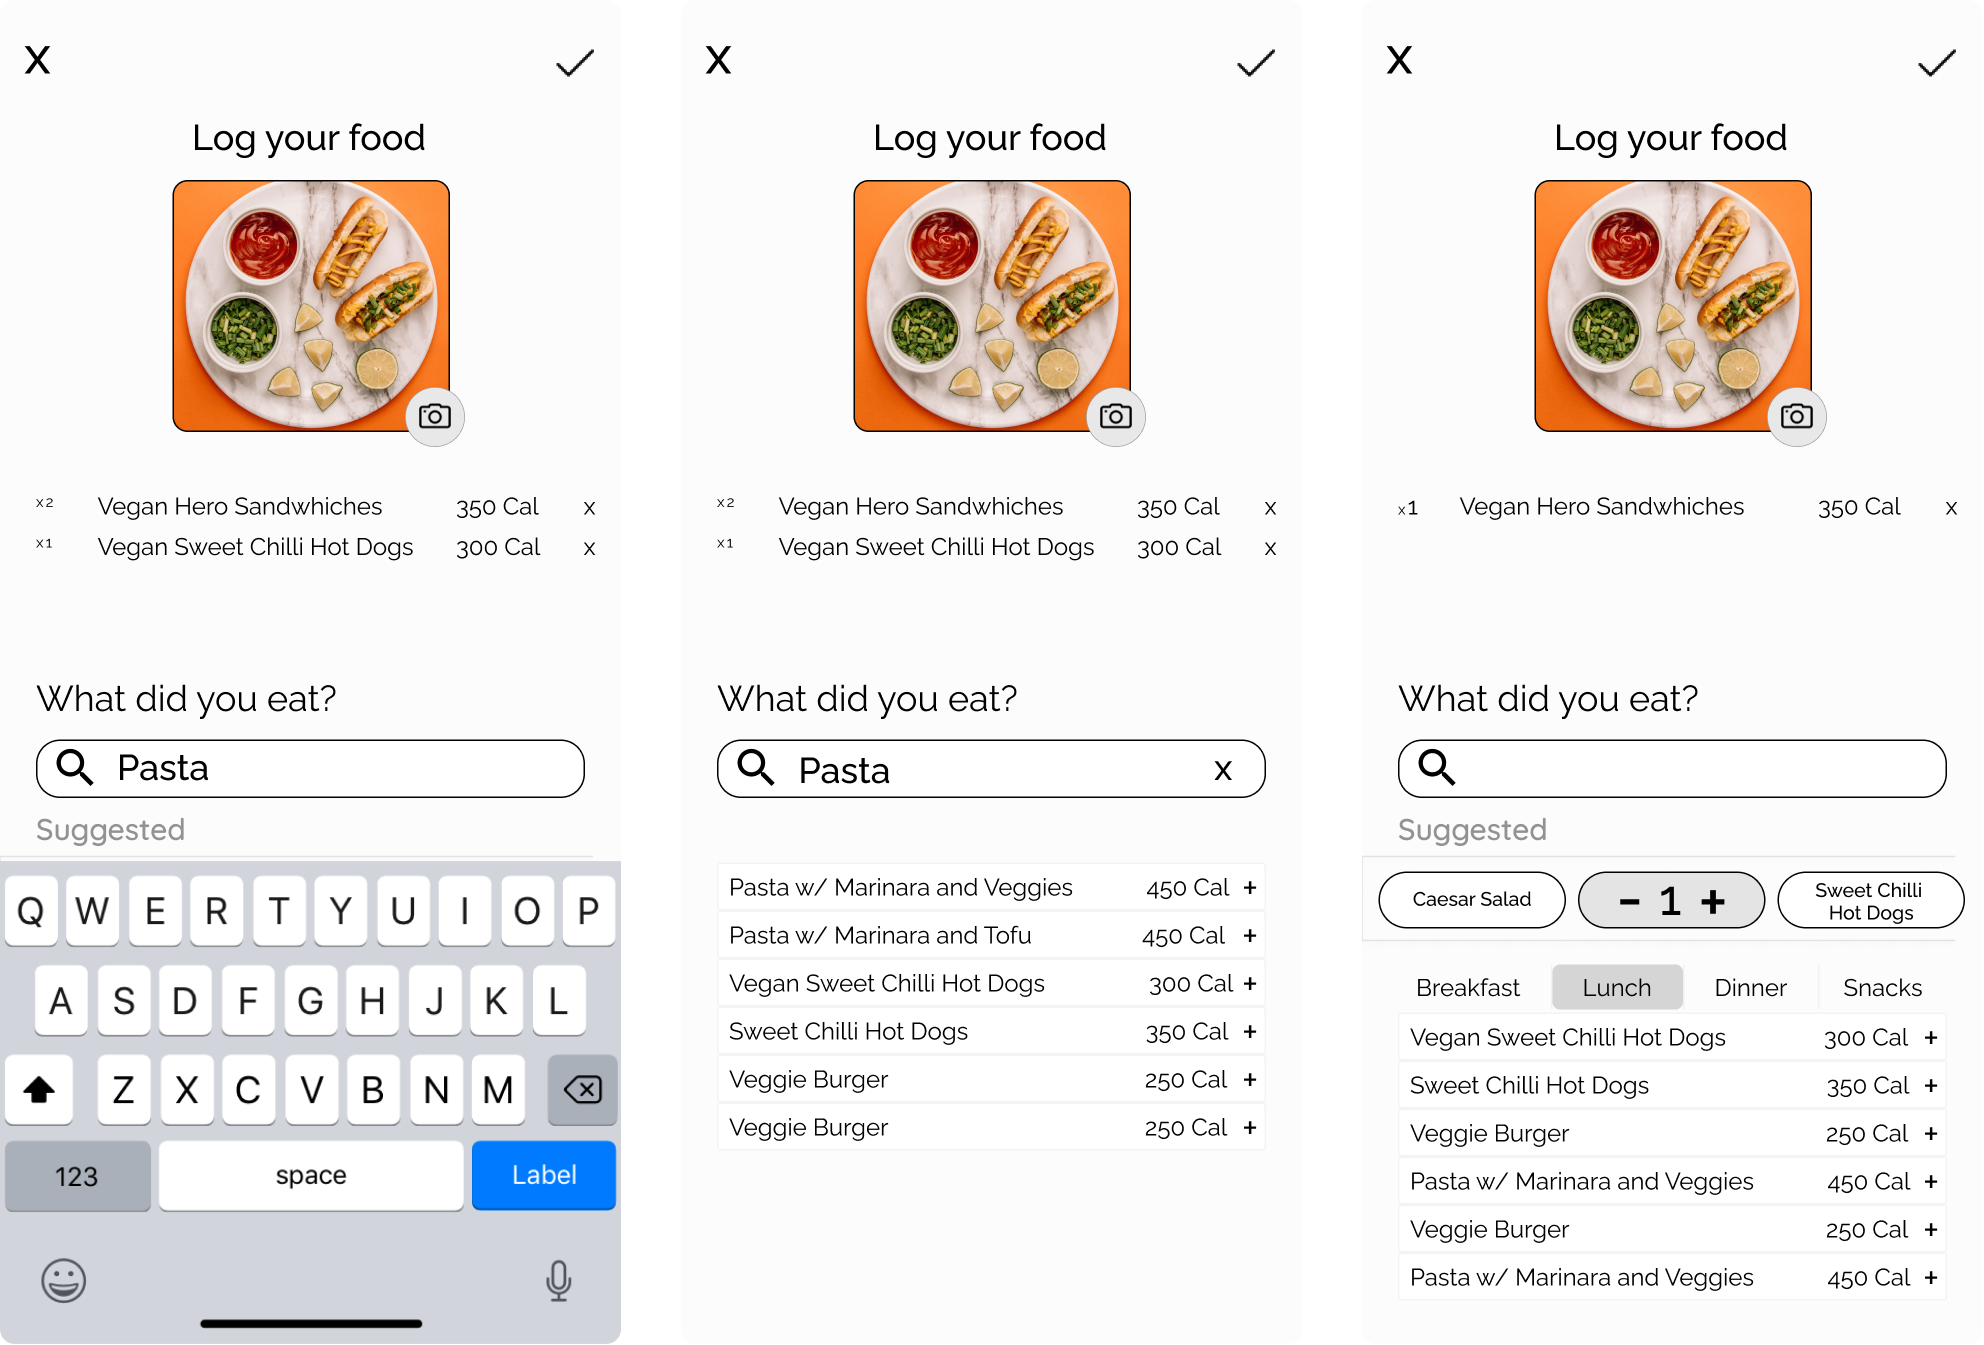 X
Log your food
x2 Vegan Hero Sandwhiches 350 Cal x
x1 Vegan Sweet Chilli Hot Dogs 300 Cal x
What did you eat?
Pasta
Suggested
Q W E R T Y U I O P
A S D F G H J K L
Z X C V B N M
123 space Label
X
Log your food
x2 Vegan Hero Sandwhiches 350 Cal x
x1 Vegan Sweet Chilli Hot Dogs 300 Cal x
What did you eat?
Pasta x
Pasta w/ Marinara and Veggies 450 Cal +
Pasta w/ Marinara and Tofu 450 Cal +
Vegan Sweet Chilli Hot Dogs 300 Cal +
Sweet Chilli Hot Dogs 350 Cal +
Veggie Burger 250 Cal +
Veggie Burger 250 Cal +
X
Log your food
x1 Vegan Hero Sandwhiches 350 Cal x
What did you eat?
Suggested
Caesar Salad - 1 + Sweet Chilli
Hot Dogs
Breakfast Lunch Dinner Snacks
Vegan Sweet Chilli Hot Dogs 300 Cal +
Sweet Chilli Hot Dogs 350 Cal +
Veggie Burger 250 Cal +
Pasta w/ Marinara and Veggies 450 Cal +
Veggie Burger 250 Cal +
Pasta w/ Marinara and Veggies 450 Cal +